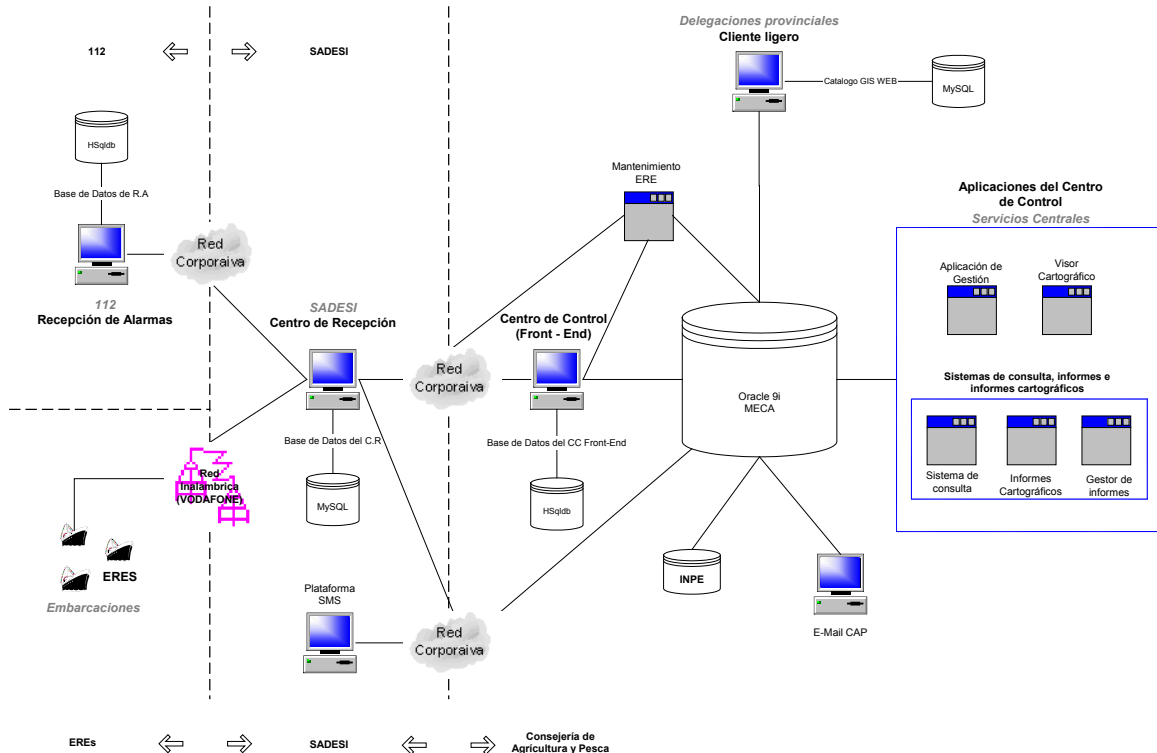 Delegaciones provinciales
Cliente ligero
112
SADESI
Catalogo GIS WEB
MySQL
HSqldb
Base de Datos de R.A
Mantenimiento
ERE
Aplicaciones del Centro
de Control
Servicios Centrales
Red
Corporaiva
112
Recepción de Alarmas
SADESI
Centro de Recepción
Centro de Control
(Front - End)
Aplicación de
Gestión
Visor
Cartográfico
Red
Corporaiva
Oracle 9i
MECA
Sistemas de consulta, informes e
informes cartográficos
Base de Datos del C.R
Base de Datos del CC Front-End
Sistema de
consulta
Informes
Cartográficos
Gestor de
informes
Red
Inalambrica
(VODAFONE)
MySQL
HSqldb
ERES
Embarcaciones
INPE
Plataforma
SMS
Red
Corporaiva
E-Mail CAP
EREs
SADESI
Consejería de
Agricultura y Pesca